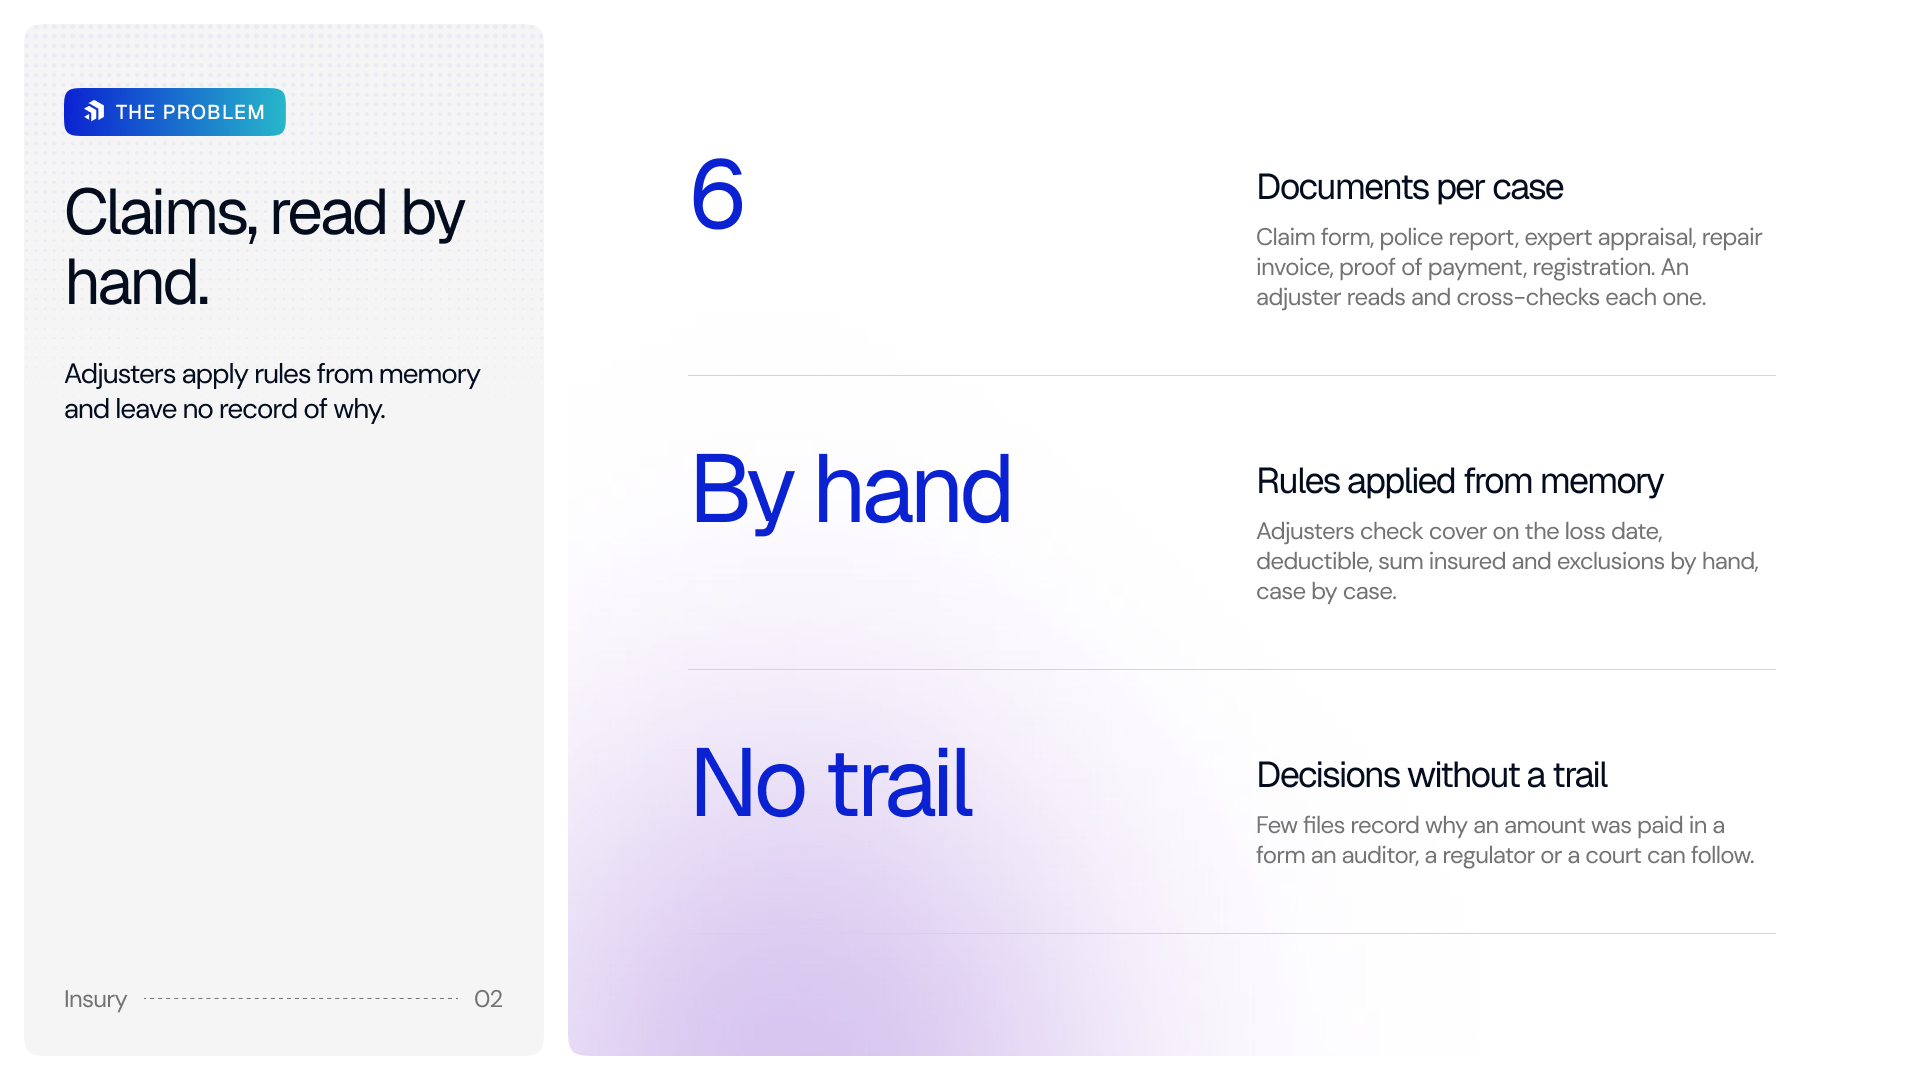 THE PROBLEM
Claims, read by
hand.
Adjusters apply rules from memory
and leave no record of why.
Insury
02
6
Documents per case
Claim form, police report, expert appraisal, repair
invoice, proof of payment, registration. An
adjuster reads and cross-checks each one.
By hand
Rules applied from memory
Adjusters check cover on the loss date,
deductible, sum insured and exclusions by hand,
case by case.
No trail
Decisions without a trail
Few files record why an amount was paid in a
form an auditor, a regulator or a court can follow.